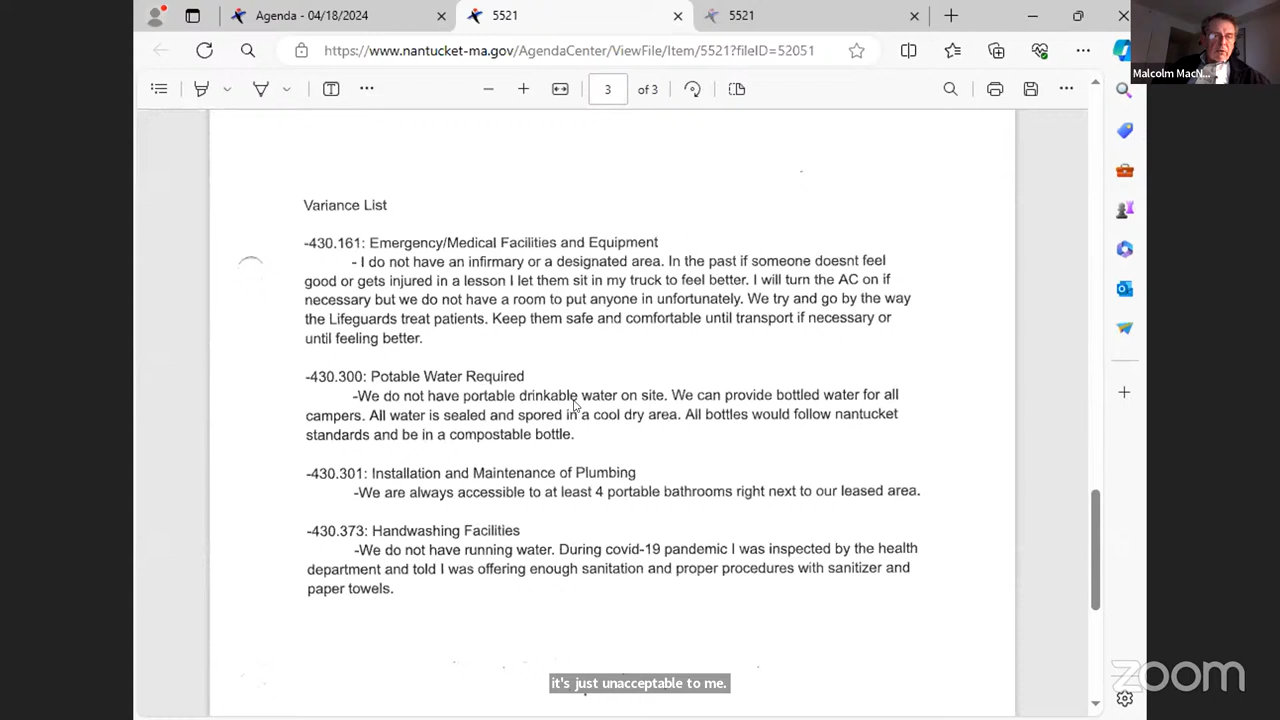 Agenda - 04/18/2024
5521
5521
https://www.nantucket-ma.gov/AgendaCenter/ViewFile/Item/5521?fileID=52051
Malcolm MacN...
3 of 3
Variance List
-430.161: Emergency/Medical Facilities and Equipment
- I do not have an infirmary or a designated area. In the past if someone doesnt feel
good or gets injured in a lesson I let them sit in my truck to feel better. I will turn the AC on if
necessary but we do not have a room to put anyone in unfortunately. We try and go by the way
the Lifeguards treat patients. Keep them safe and comfortable until transport if necessary or
until feeling better.
-430.300: Potable Water Required
-We do not have portable drinkable water on site. We can provide bottled water for all
campers. All water is sealed and spored in a cool dry area. All bottles would follow nantucket
standards and be in a compostable bottle.
-430.301: Installation and Maintenance of Plumbing
-We are always accessible to at least 4 portable bathrooms right next to our leased area.
-430.373: Handwashing Facilities
-We do not have running water. During covid-19 pandemic I was inspected by the health
department and told I was offering enough sanitation and proper procedures with sanitizer and
paper towels.
it's just unacceptable to me.
zoom